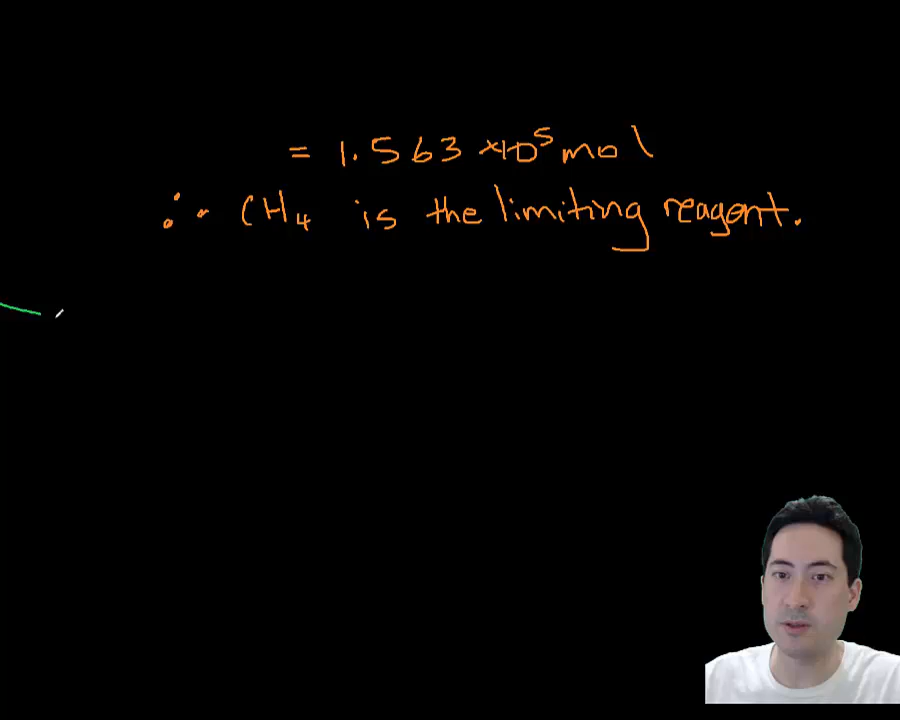 = 1.563 ×10⁵ mol
∴ CH₄ is the limiting reagent.